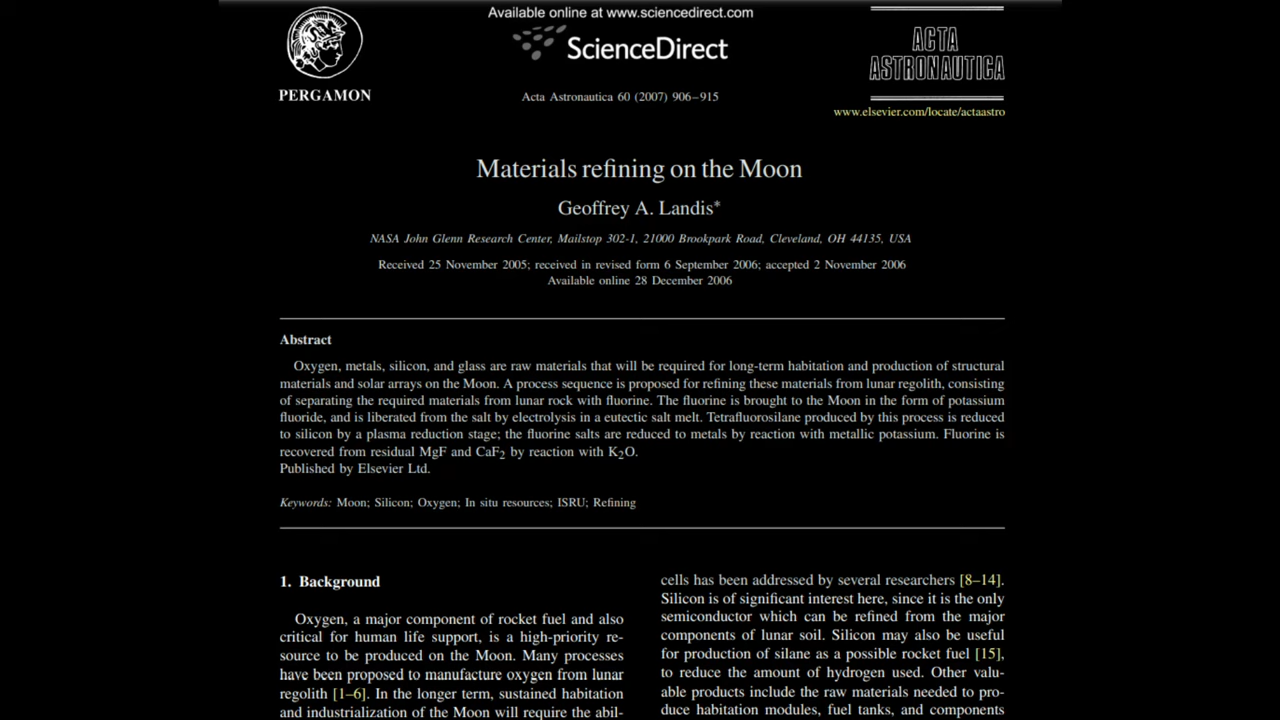 Available online at www.sciencedirect.com
ScienceDirect
PERGAMON
Acta Astronautica 60 (2007) 906–915
ACTA
ASTRONAUTICA
www.elsevier.com/locate/actaastro
Materials refining on the Moon
Geoffrey A. Landis*
NASA John Glenn Research Center, Mailstop 302-1, 21000 Brookpark Road, Cleveland, OH 44135, USA
Received 25 November 2005; received in revised form 6 September 2006; accepted 2 November 2006
Available online 28 December 2006
Abstract
Oxygen, metals, silicon, and glass are raw materials that will be required for long-term habitation and production of structural
materials and solar arrays on the Moon. A process sequence is proposed for refining these materials from lunar regolith, consisting
of separating the required materials from lunar rock with fluorine. The fluorine is brought to the Moon in the form of potassium
fluoride, and is liberated from the salt by electrolysis in a eutectic salt melt. Tetrafluorosilane produced by this process is reduced
to silicon by a plasma reduction stage; the fluorine salts are reduced to metals by reaction with metallic potassium. Fluorine is
recovered from residual MgF and CaF₂ by reaction with K₂O.
Published by Elsevier Ltd.
Keywords: Moon; Silicon; Oxygen; In situ resources; ISRU; Refining
1. Background
Oxygen, a major component of rocket fuel and also
critical for human life support, is a high-priority re-
source to be produced on the Moon. Many processes
have been proposed to manufacture oxygen from lunar
regolith [1–6]. In the longer term, sustained habitation
and industrialization of the Moon will require the abil-
cells has been addressed by several researchers [8–14].
Silicon is of significant interest here, since it is the only
semiconductor which can be refined from the major
components of lunar soil. Silicon may also be useful
for production of silane as a possible rocket fuel [15],
to reduce the amount of hydrogen used. Other valu-
able products include the raw materials needed to pro-
duce habitation modules, fuel tanks, and components